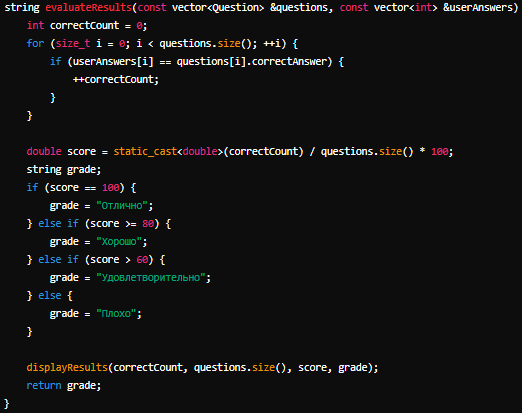 string evaluateResults(const vector<Question> &questions, const vector<int> &userAnswers)
    int correctCount = 0;
    for (size_t i = 0; i < questions.size(); ++i) {
        if (userAnswers[i] == questions[i].correctAnswer) {
            ++correctCount;
        }
    }

    double score = static_cast<double>(correctCount) / questions.size() * 100;
    string grade;
    if (score == 100) {
        grade = "Отлично";
    } else if (score >= 80) {
        grade = "Хорошо";
    } else if (score > 60) {
        grade = "Удовлетворительно";
    } else {
        grade = "Плохо";
    }

    displayResults(correctCount, questions.size(), score, grade);
    return grade;
}